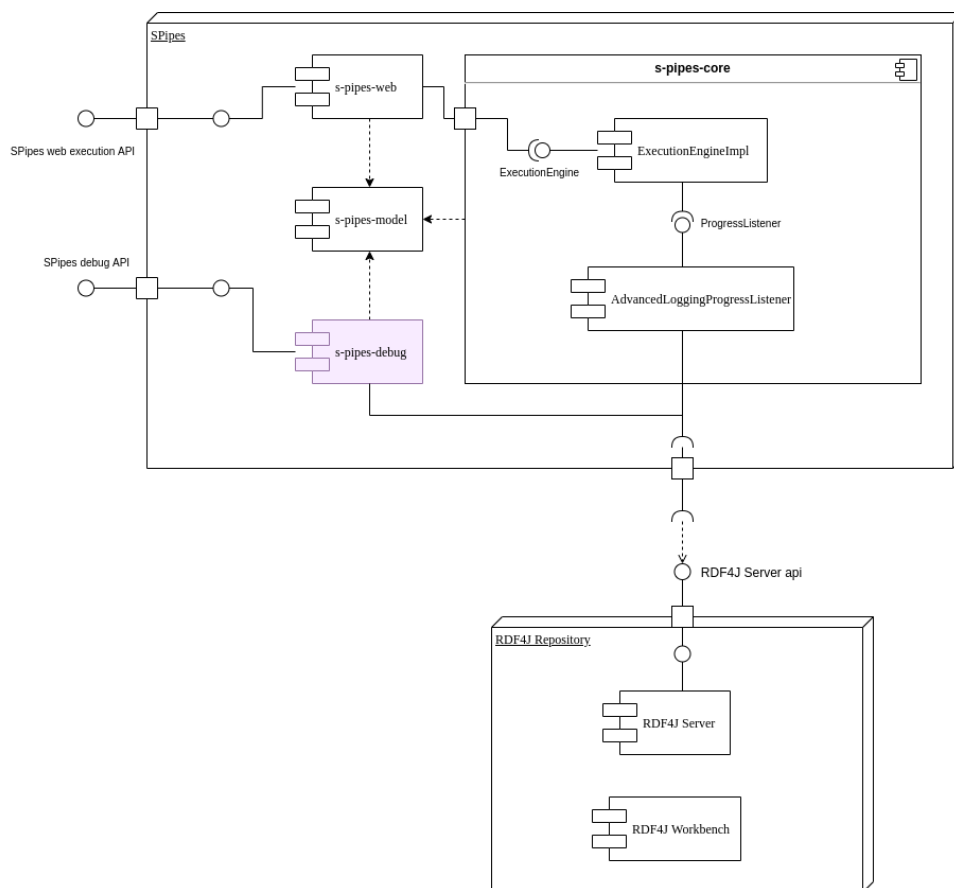 SPipes
s-pipes-core
s-pipes-web
SPipes web execution API
ExecutionEngineImpl
ExecutionEngine
s-pipes-model
ProgressListener
SPipes debug API
AdvancedLoggingProgressListener
s-pipes-debug
RDF4J Server api
RDF4J Repository
RDF4J Server
RDF4J Workbench